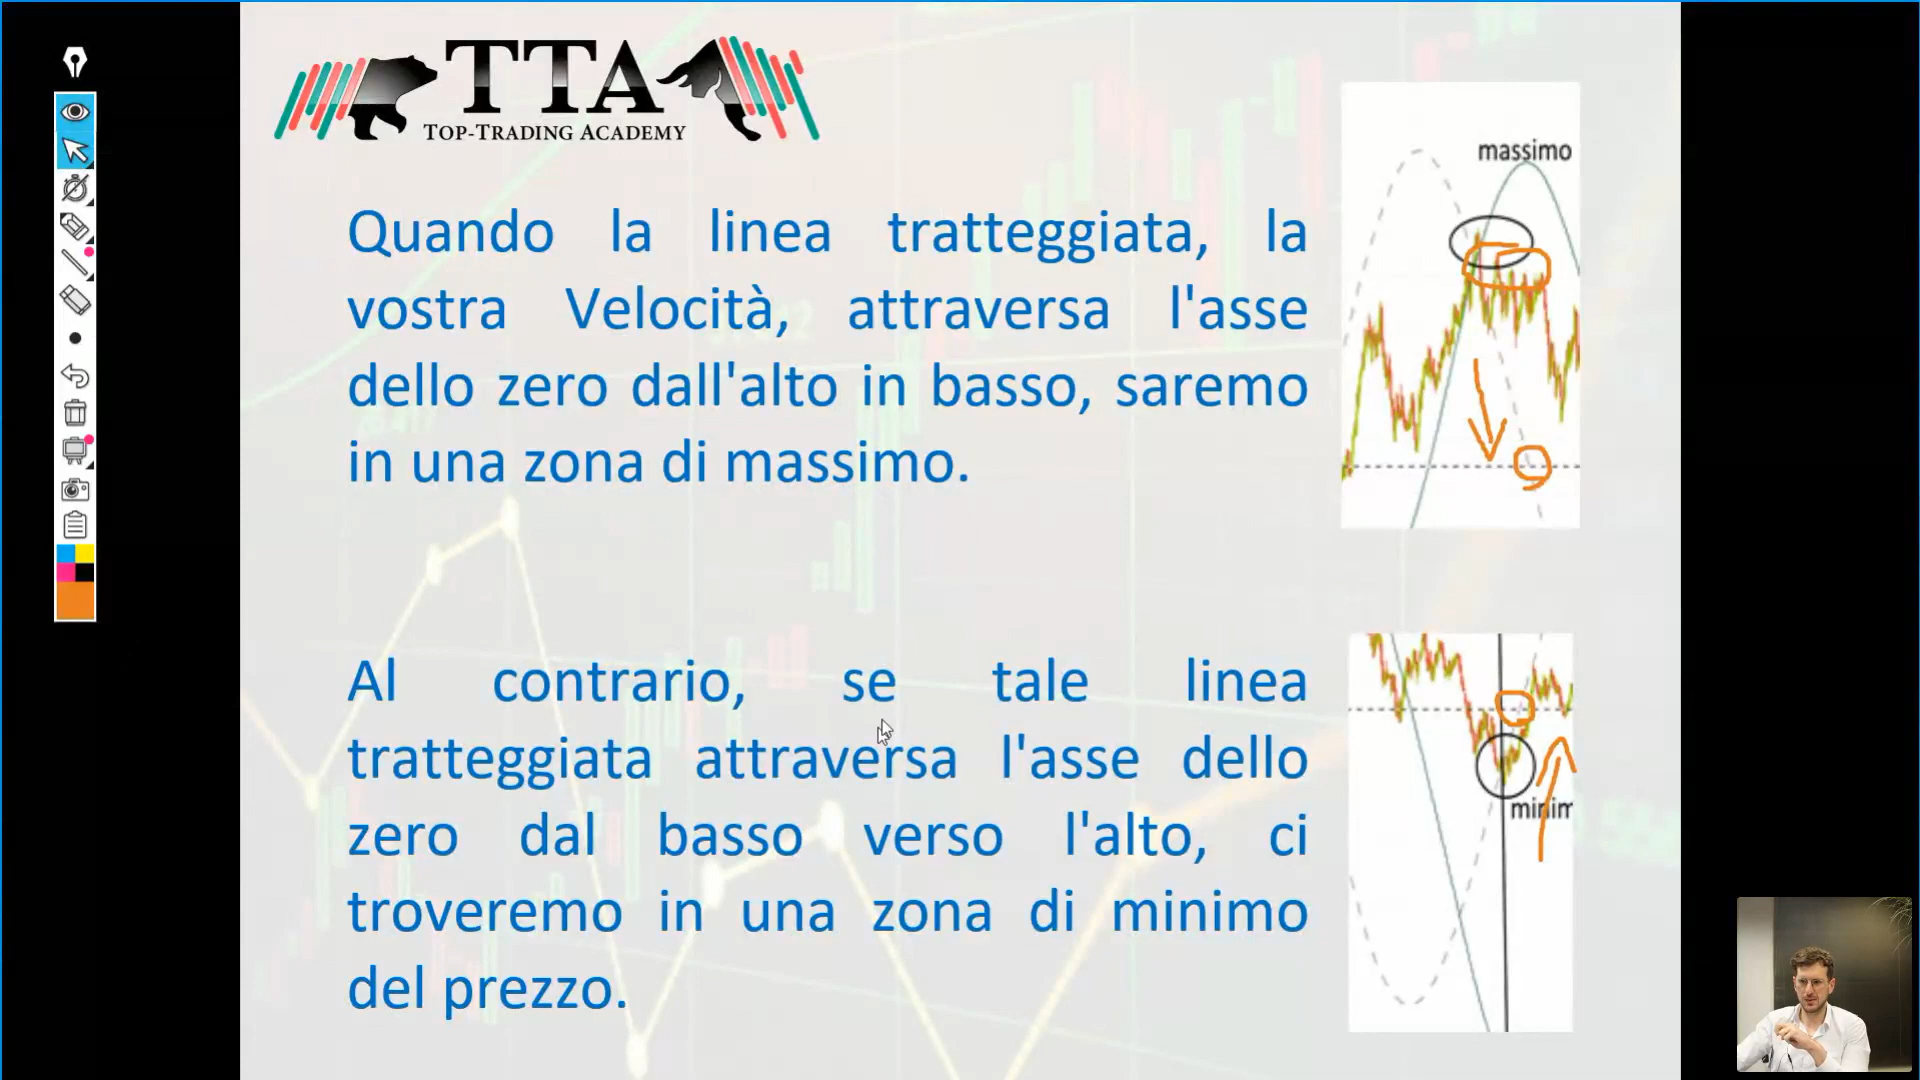 TTA
TOP-TRADING ACADEMY
massimo
Quando la linea tratteggiata, la
vostra Velocità, attraversa l'asse
dello zero dall'alto in basso, saremo
in una zona di massimo.
Al contrario, se tale linea
tratteggiata attraversa l'asse dello
zero dal basso verso l'alto, ci
troveremo in una zona di minimo
del prezzo.
minim